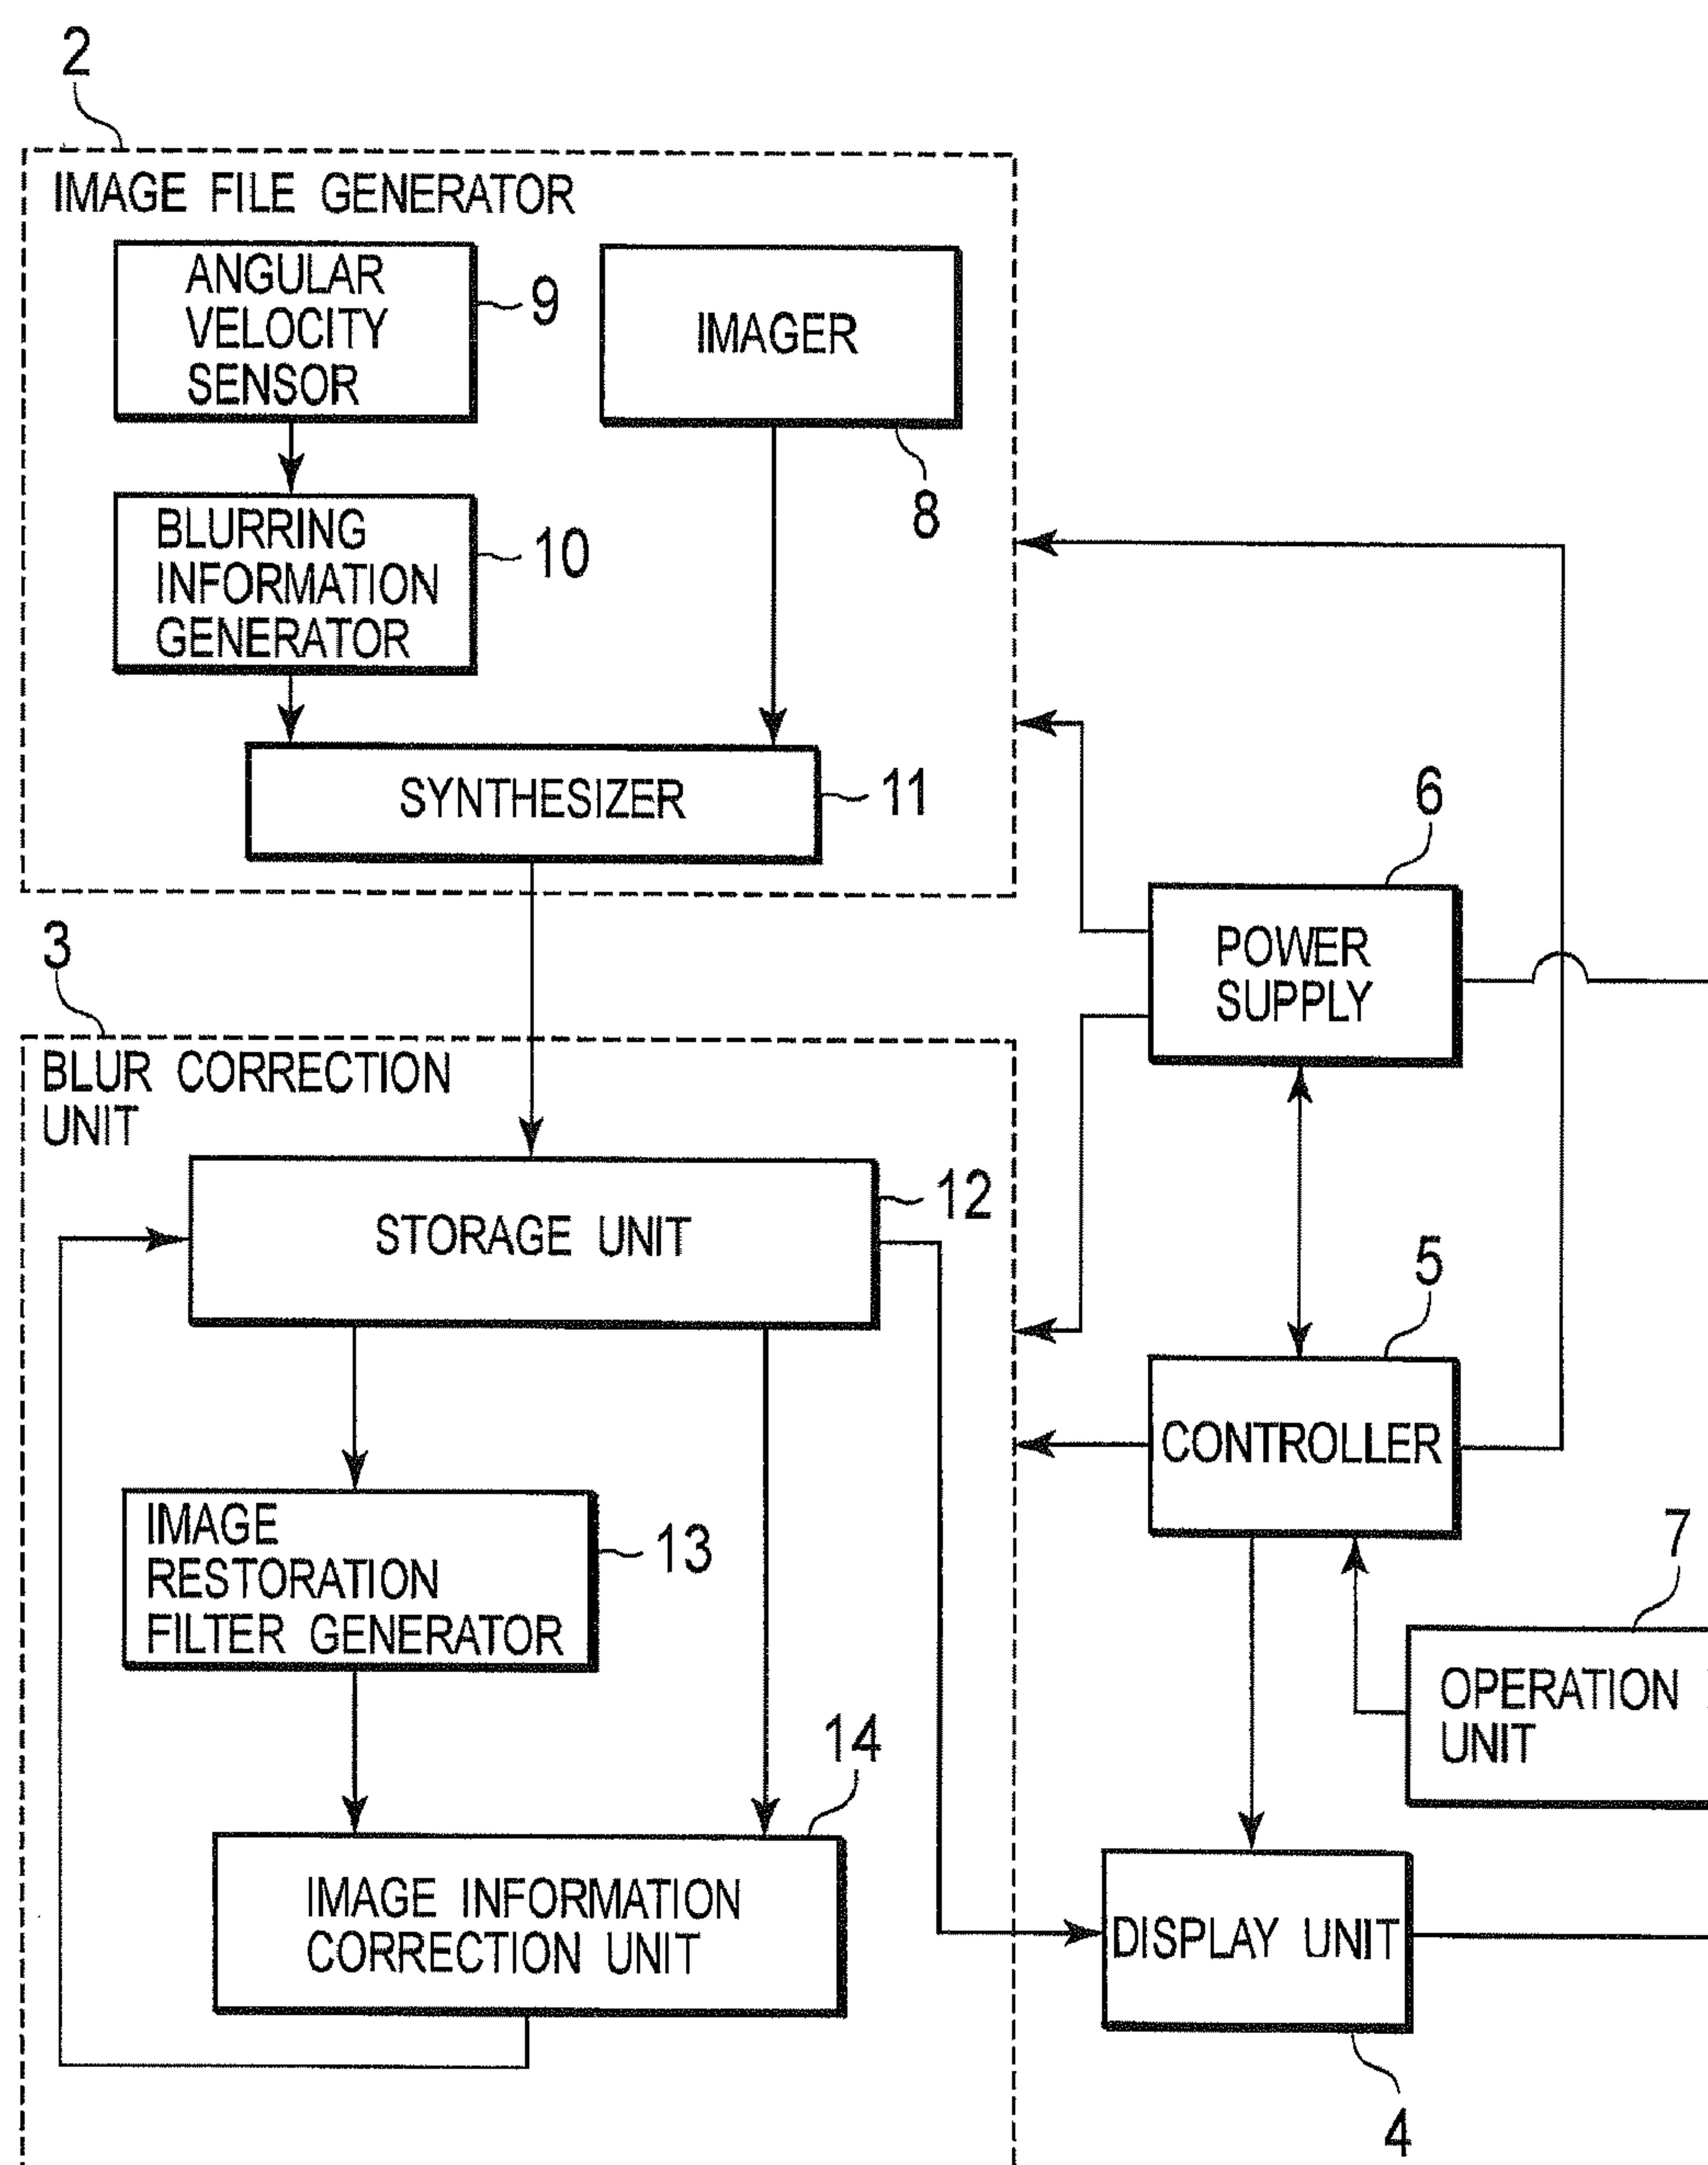 2
IMAGE FILE GENERATOR
ANGULAR
VELOCITY
SENSOR
9
IMAGER
8
BLURRING
INFORMATION
GENERATOR
10
SYNTHESIZER
11
6
POWER
SUPPLY
3
BLUR CORRECTION
UNIT
STORAGE UNIT
12
5
CONTROLLER
IMAGE
RESTORATION
FILTER GENERATOR
13
7
OPERATION
UNIT
14
IMAGE INFORMATION
CORRECTION UNIT
DISPLAY UNIT
4